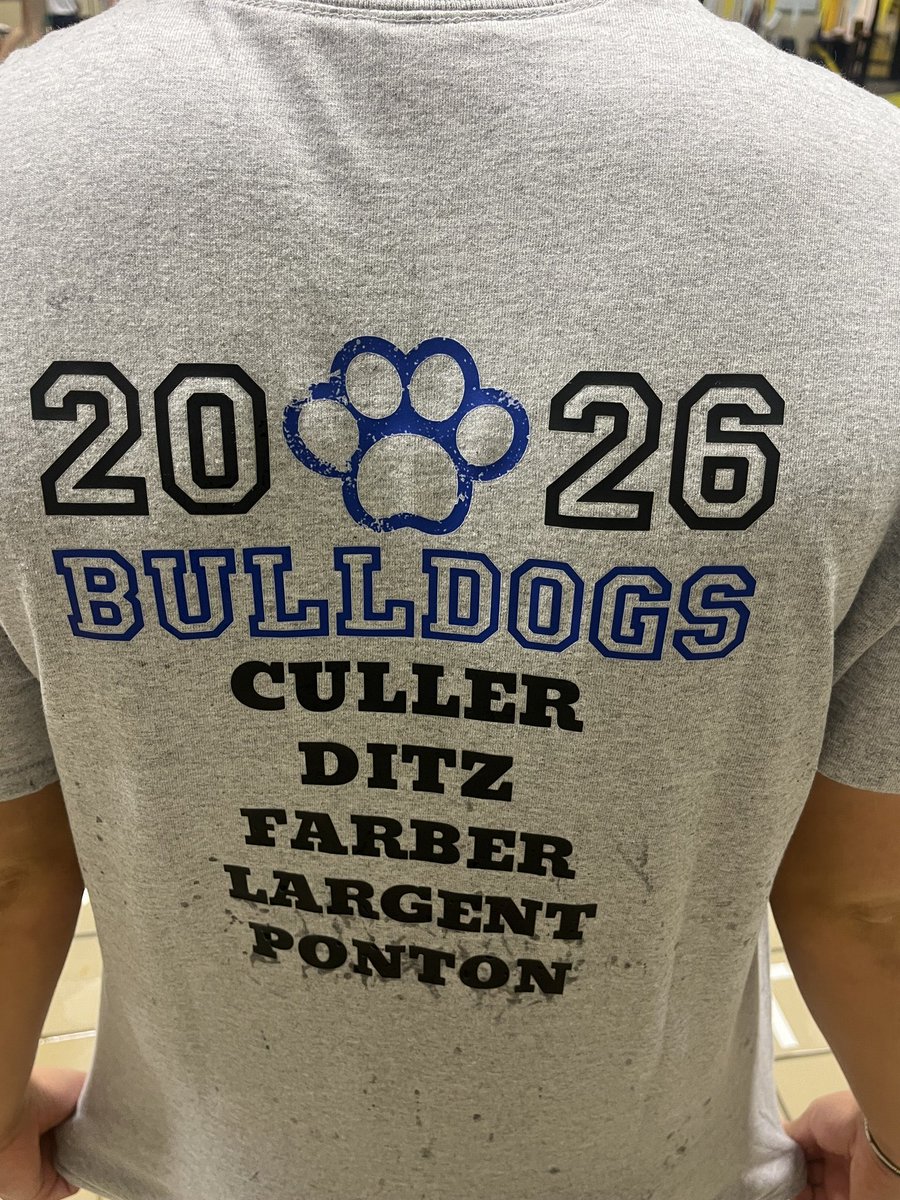 2026
BULLDOGS
CULLER
DITZ
FARBER
LARGENT
PONTON